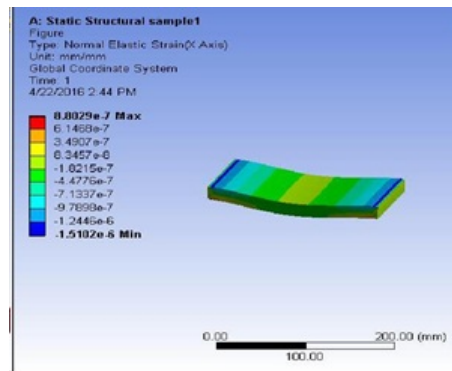 A: Static Structural sample1
Figure
Type: Normal Elastic Strain(X Axis)
Unit: mm/mm
Global Coordinate System
Time: 1
4/22/2016 2:44 PM
8.8029e-7 Max
6.1468e-7
3.4907e-7
8.3457e-8
-1.8215e-7
-4.4776e-7
-7.1337e-7
-9.7898e-7
-1.2446e-6
-1.5102e-6 Min
0.00
200.00 (mm)
100.00